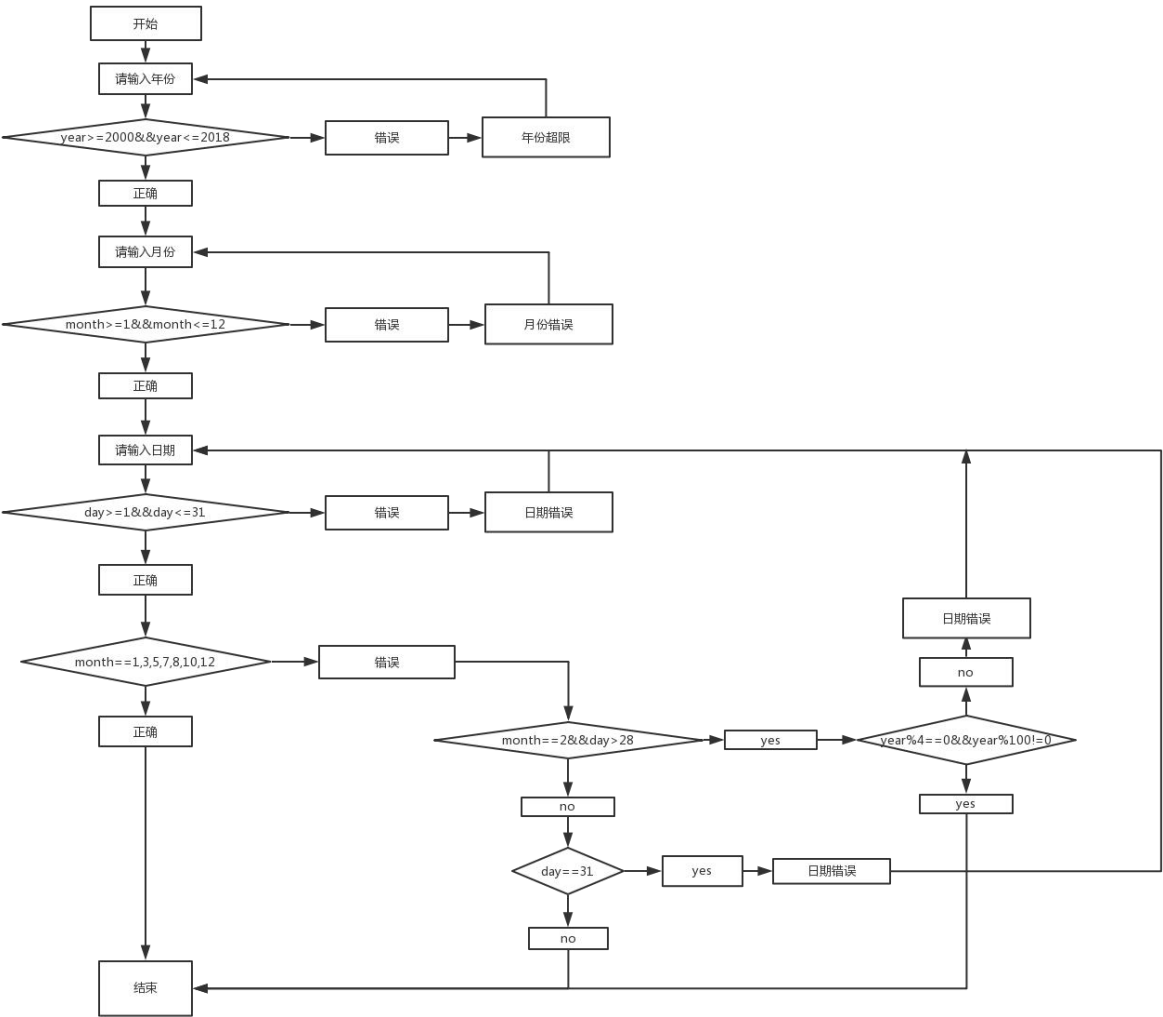 开始
请输入年份
year>=2000&&year<=2018
错误
年份超限
正确
请输入月份
month>=1&&month<=12
错误
月份错误
正确
请输入日期
day>=1&&day<=31
错误
日期错误
正确
日期错误
month==1,3,5,7,8,10,12
错误
no
正确
month==2&&day>28
yes
year%4==0&&year%100!=0
no
yes
day==31
yes
日期错误
no
结束